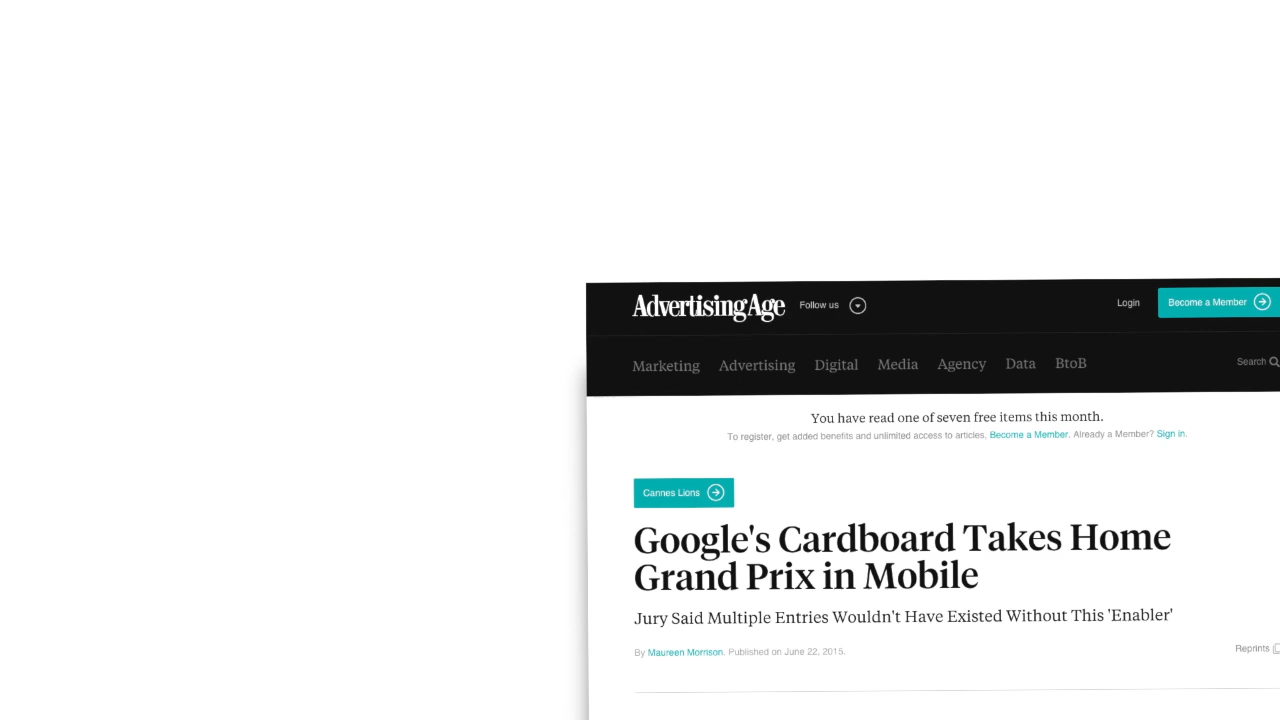 Advertising Age Follow us Login Become a Member
Marketing Advertising Digital Media Agency Data BtoB Search
You have read one of seven free items this month.
To register, get added benefits and unlimited access to articles, Become a Member. Already a Member? Sign in.
Cannes Lions
Google's Cardboard Takes Home
Grand Prix in Mobile
Jury Said Multiple Entries Wouldn't Have Existed Without This 'Enabler'
By Maureen Morrison. Published on June 22, 2015.
Reprints